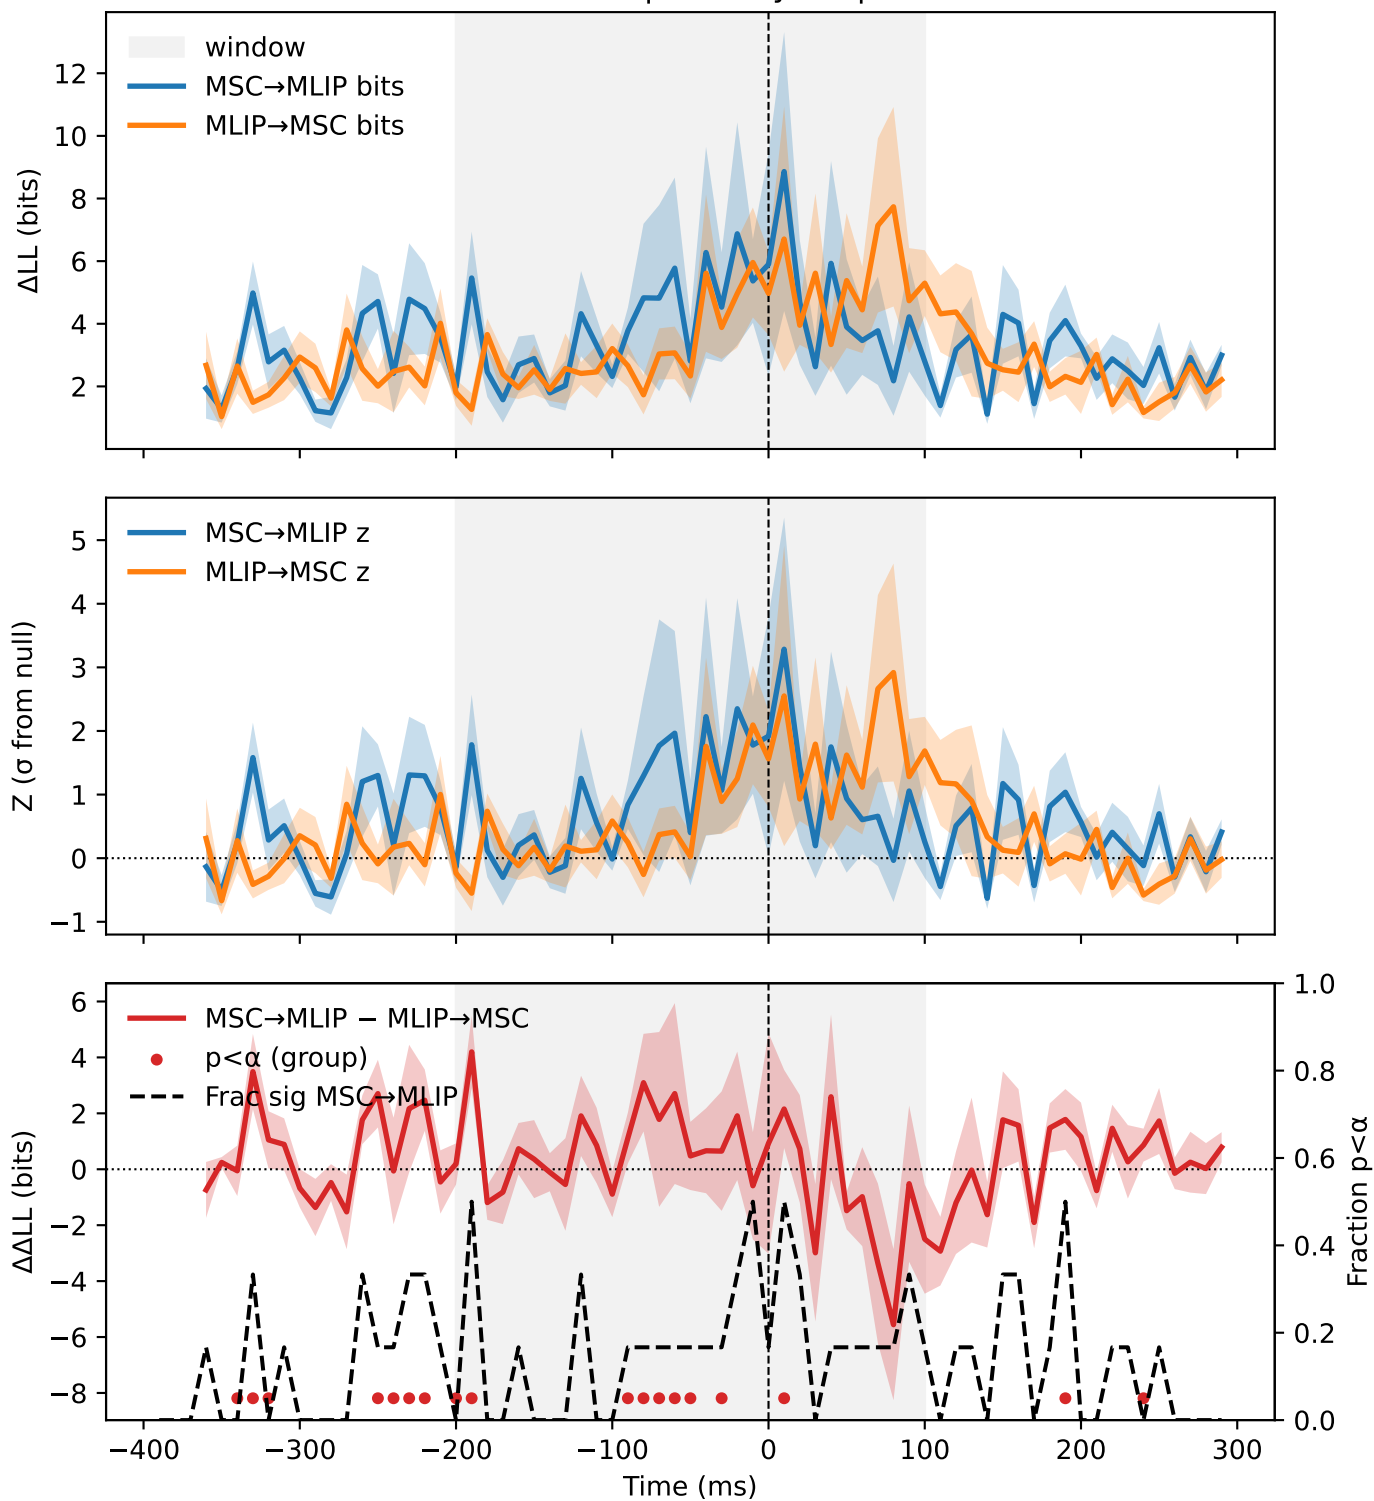 window
MSC→MLIP bits
MLIP→MSC bits
ΔLL (bits)
12
10
8
6
4
2
MSC→MLIP z
MLIP→MSC z
Z (σ from null)
5
4
3
2
1
0
−1
MSC→MLIP − MLIP→MSC
p<α (group)
Frac sig MSC→MLIP
ΔΔLL (bits)
6
4
2
0
−2
−4
−6
−8
1.0
0.8
0.6
0.4
0.2
0.0
Fraction p<α
−400
−300
−200
−100
0
100
200
300
Time (ms)